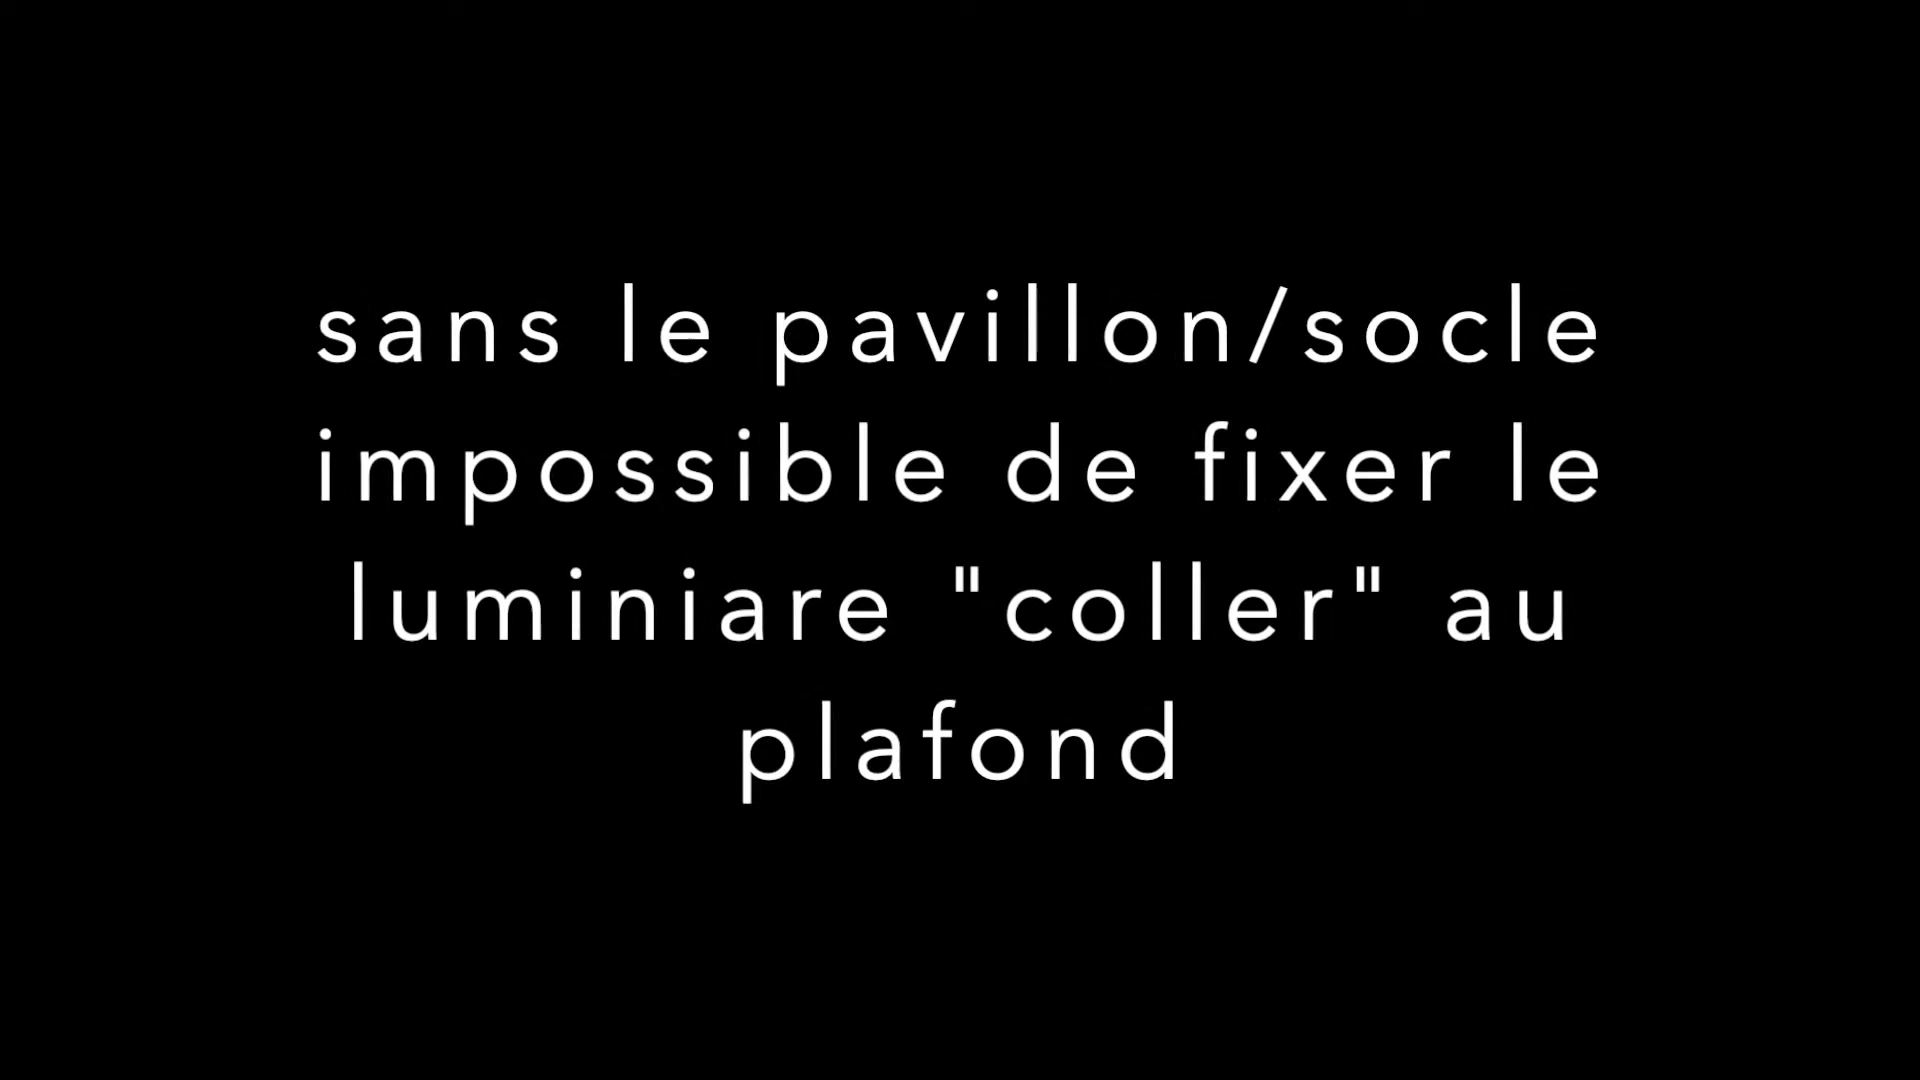 sans le pavillon/socle
impossible de fixer le
luminiare "coller" au
plafond